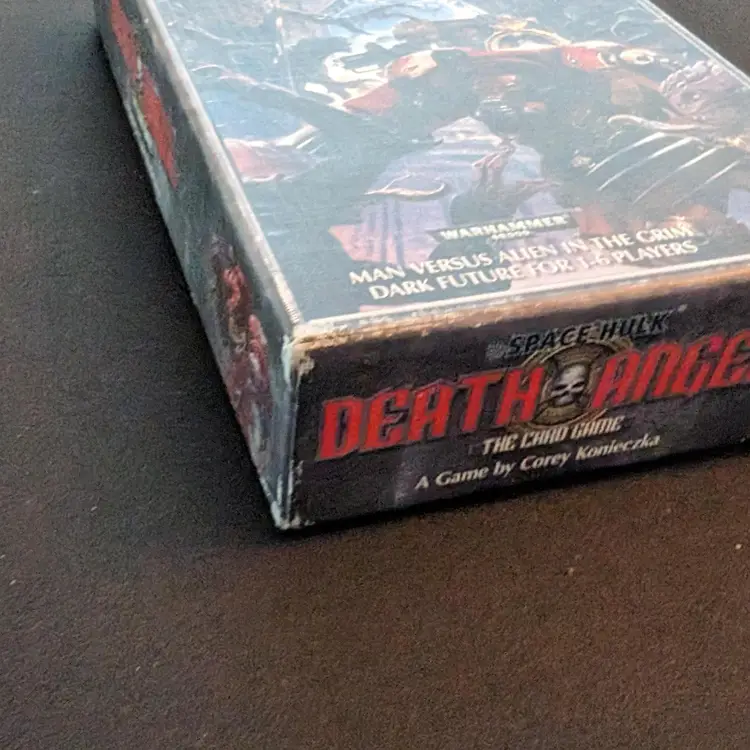 WARHAMMER
MAN VERSUS ALIEN IN THE GRIM
DARK FUTURE FOR 1-6 PLAYERS
SPACE HULK
DEATH ANGE
THE CARD GAME
A Game by Corey Konieczka